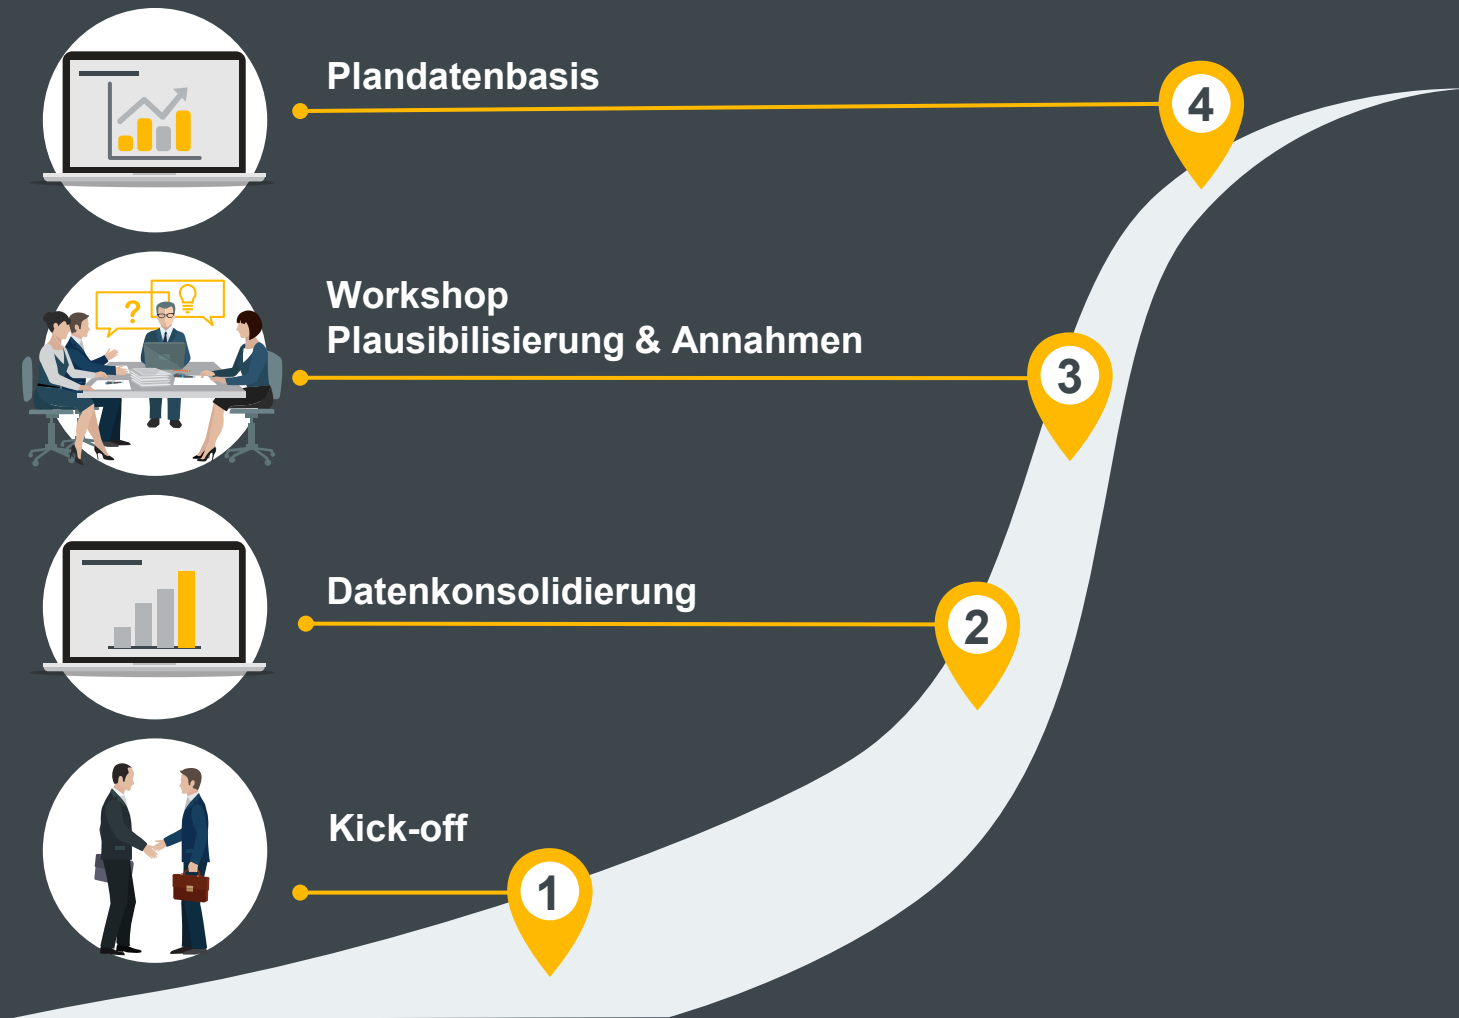 Plandatenbasis
4
Workshop
Plausibilisierung & Annahmen
?
3
Datenkonsolidierung
2
Kick-off
1